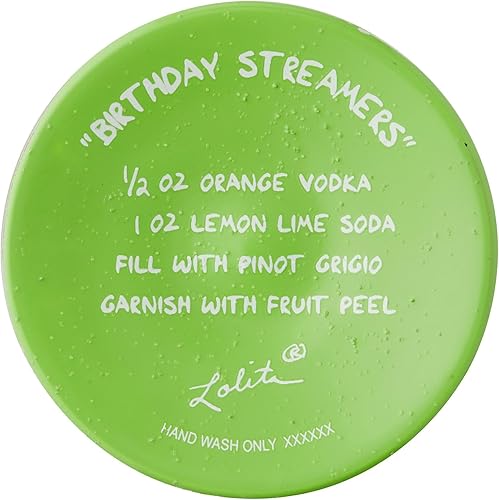 "BIRTHDAY STREAMERS"
½ OZ ORANGE VODKA
1 OZ LEMON LIME SODA
FILL WITH PINOT GRIGIO
GARNISH WITH FRUIT PEEL
Lolita®
HAND WASH ONLY XXXXXX